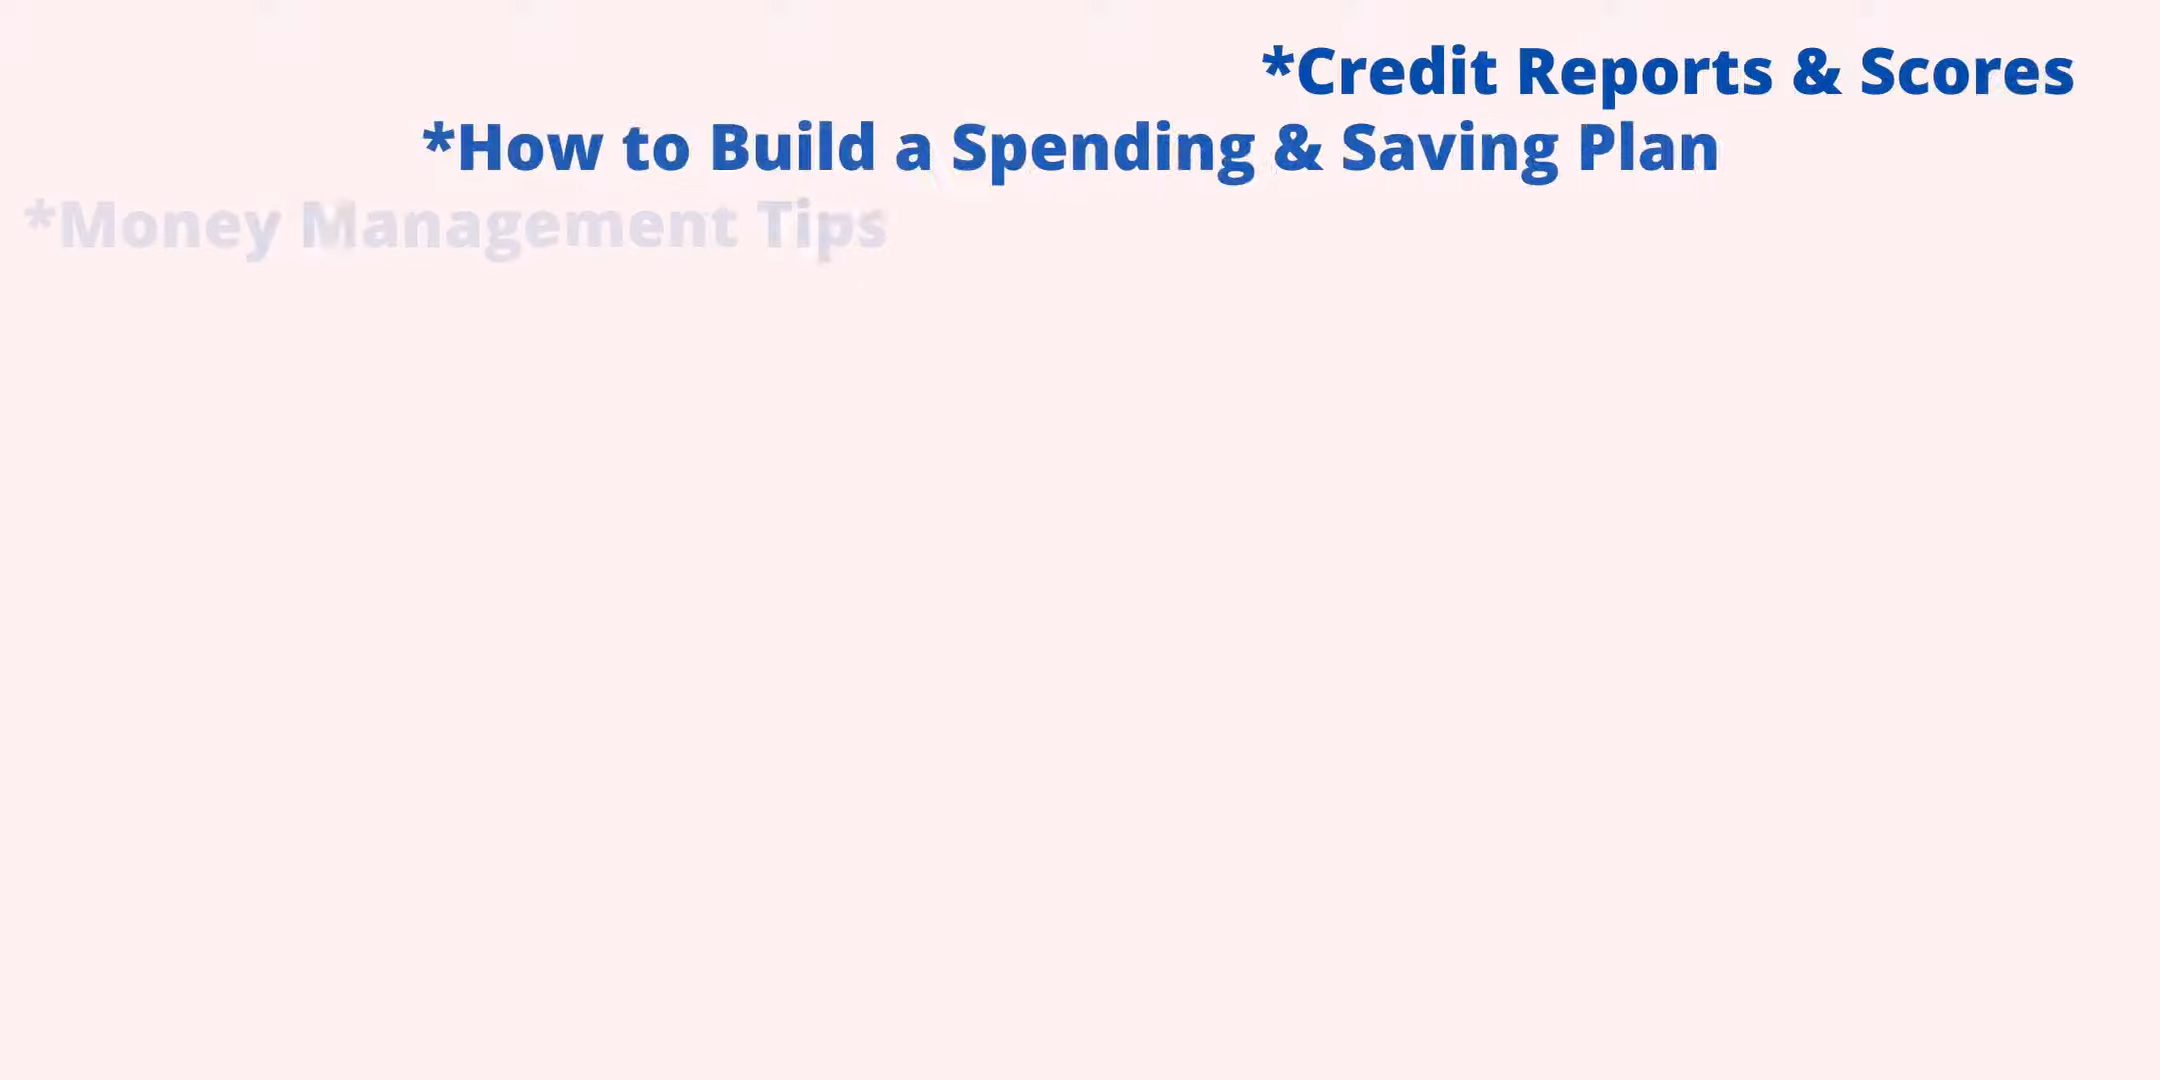 *Credit Reports & Scores
*How to Build a Spending & Saving Plan
*Money Management Tips